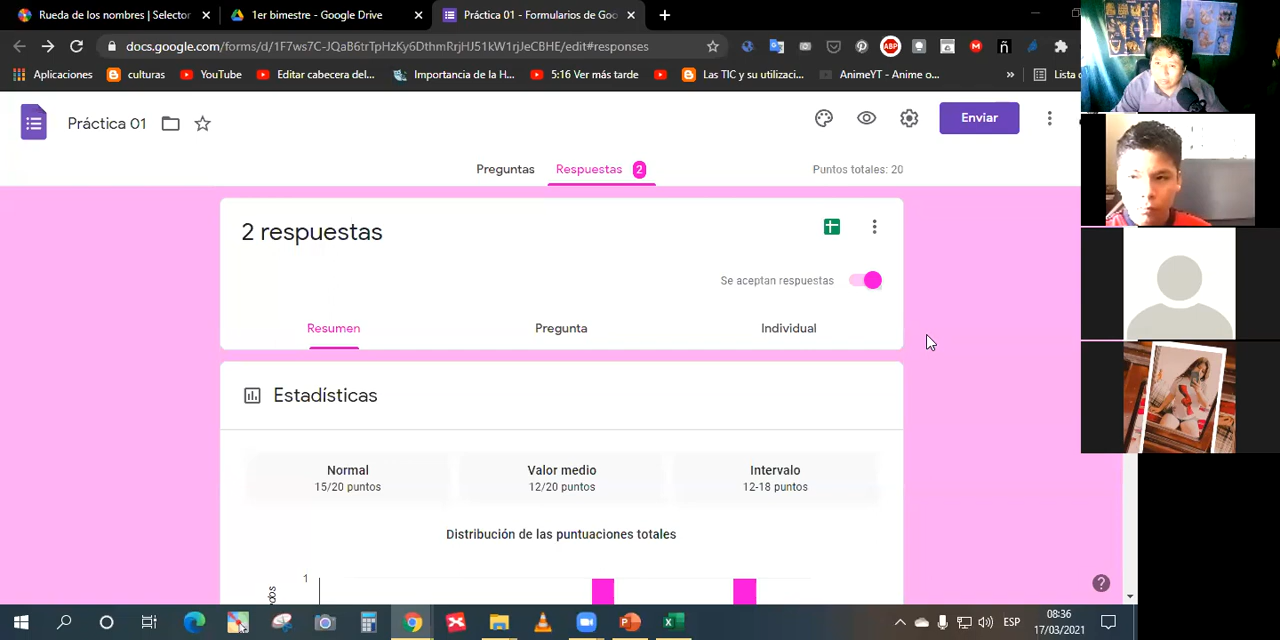 Rueda de los nombres | Selector
1er bimestre - Google Drive
Práctica 01 - Formularios de Goo
docs.google.com/forms/d/1F7ws7C-JQaB6trTpHzKy6DthmRrjHJ51kW1rjJeCBHE/edit#responses
Aplicaciones
culturas
YouTube
Editar cabecera del...
Importancia de la H...
5:16 Ver más tarde
Las TIC y su utilizaci...
AnimeYT - Anime o...
Lista d
Práctica 01
Enviar
Preguntas
Respuestas 2
Puntos totales: 20
2 respuestas
Se aceptan respuestas
Resumen
Pregunta
Individual
Estadísticas
Normal
15/20 puntos
Valor medio
12/20 puntos
Intervalo
12-18 puntos
Distribución de las puntuaciones totales
1
ESP
08:36
17/03/2021